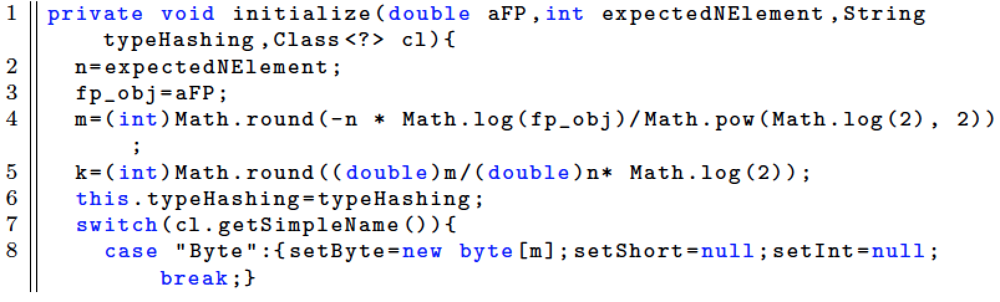 1 private void initialize(double aFP,int expectedNElement,String
typeHashing,Class<?> cl){
2 n=expectedNElement;
3 fp_obj=aFP;
4 m=(int)Math.round(-n * Math.log(fp_obj)/Math.pow(Math.log(2), 2))
;
5 k=(int)Math.round((double)m/(double)n* Math.log(2));
6 this.typeHashing=typeHashing;
7 switch(cl.getSimpleName()){
8 case "Byte":{setByte=new byte[m];setShort=null;setInt=null;
break;}